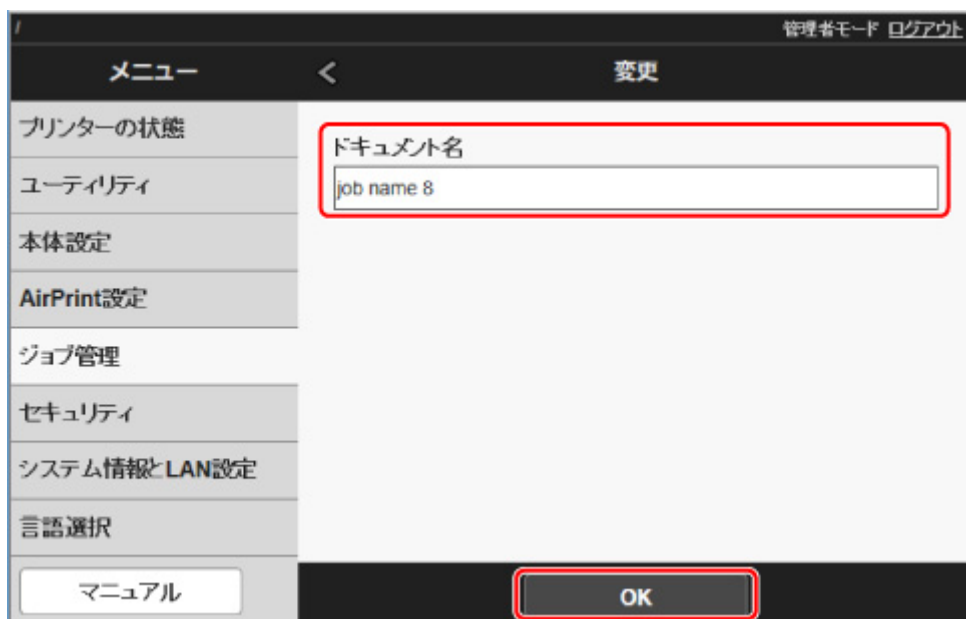 /
管理者モード ログアウト
メニュー
< 変更
プリンターの状態
ユーティリティ
本体設定
AirPrint設定
ジョブ管理
セキュリティ
システム情報とLAN設定
言語選択
マニュアル
ドキュメント名
job name 8
OK